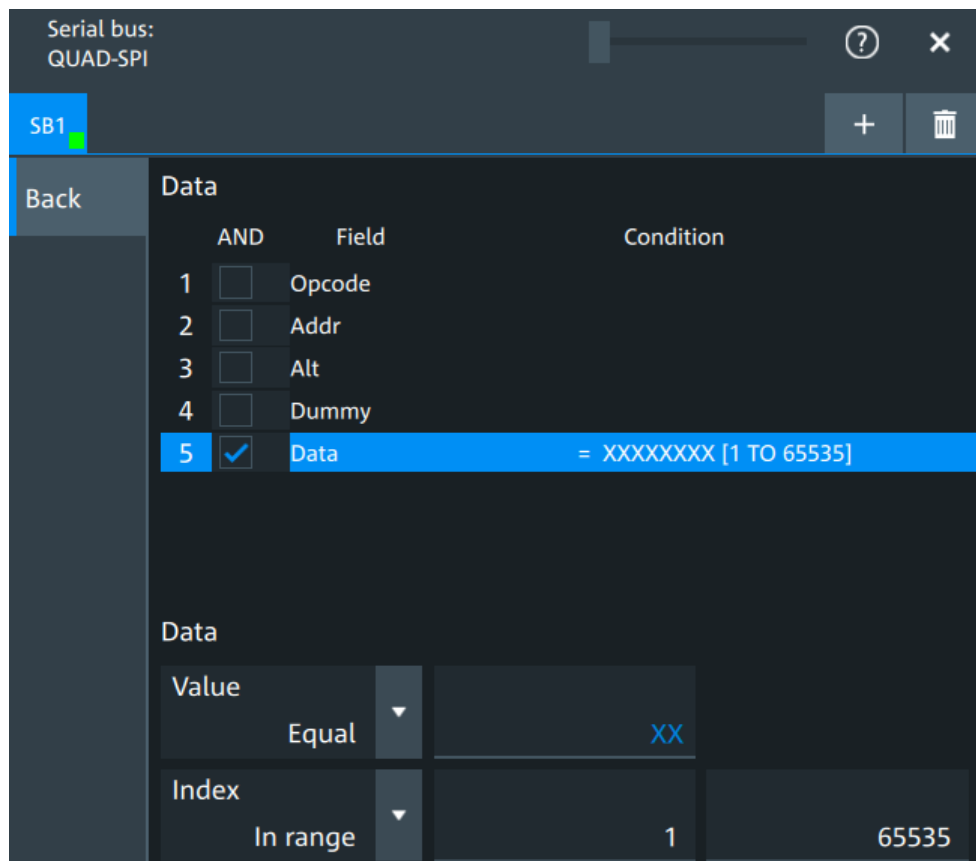 Serial bus:
QUAD-SPI
?
SB1
+
Back
Data
AND Field Condition
1 Opcode
2 Addr
3 Alt
4 Dummy
5 Data = XXXXXXXX [1 TO 65535]
Data
Value
Equal XX
Index
In range 1 65535